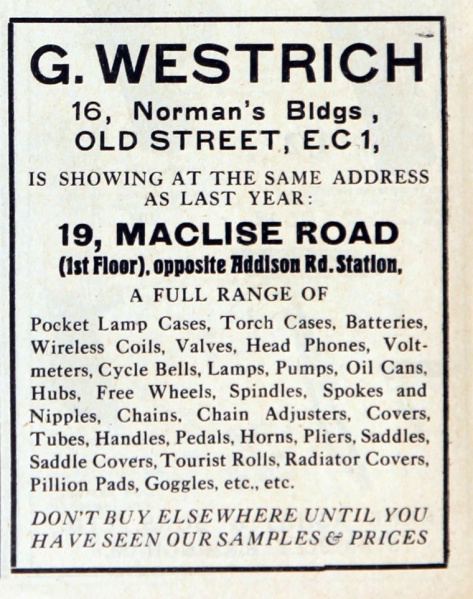 G. WESTRICH
16, Norman's Bldgs,
OLD STREET, E.C 1,
IS SHOWING AT THE SAME ADDRESS
AS LAST YEAR:
19, MACLISE ROAD
(1st Floor), opposite Addison Rd. Station,
A FULL RANGE OF
Pocket Lamp Cases, Torch Cases, Batteries,
Wireless Coils, Valves, Head Phones, Volt-
meters, Cycle Bells, Lamps, Pumps, Oil Cans,
Hubs, Free Wheels, Spindles, Spokes and
Nipples, Chains, Chain Adjusters, Covers,
Tubes, Handles, Pedals, Horns, Pliers, Saddles,
Saddle Covers, Tourist Rolls, Radiator Covers,
Pillion Pads, Goggles, etc., etc.
DON'T BUY ELSEWHERE UNTIL YOU
HAVE SEEN OUR SAMPLES & PRICES